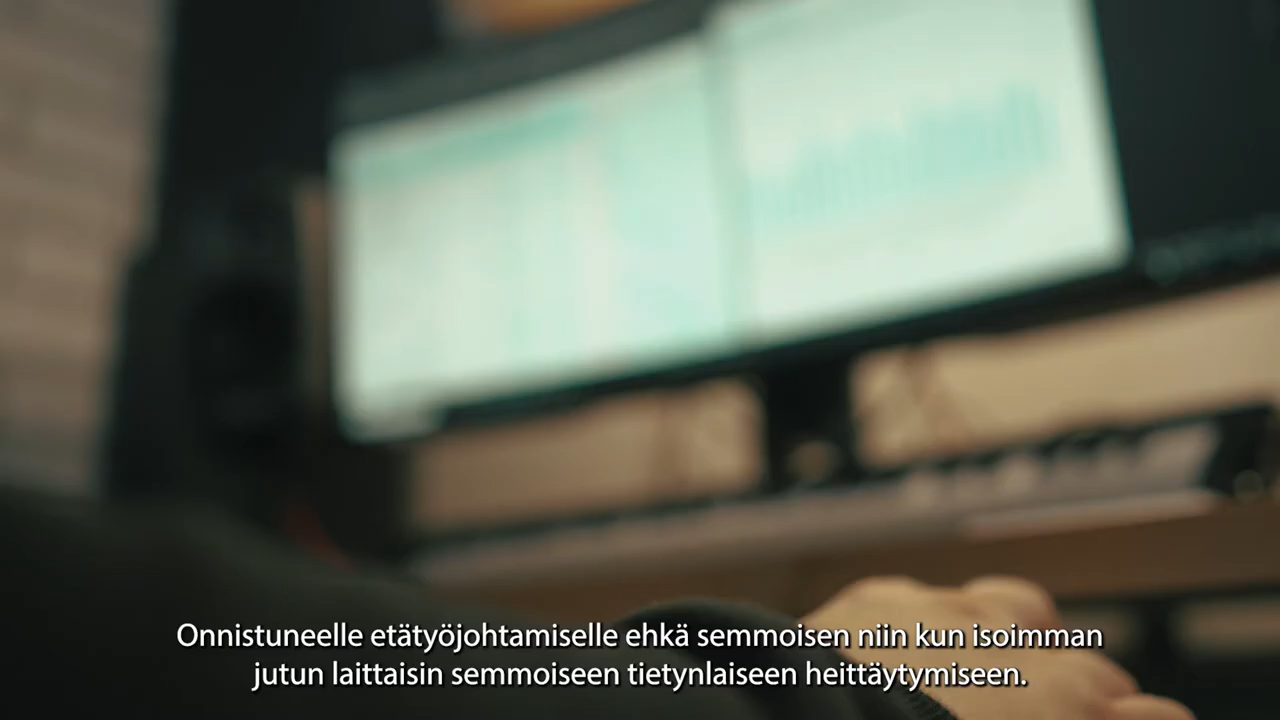 Onnistuneelle etätyöjohtamiselle ehkä semmoisen niin kun isoimman
jutun laittaisin semmoiseen tietynlaiseen heittäytymiseen.